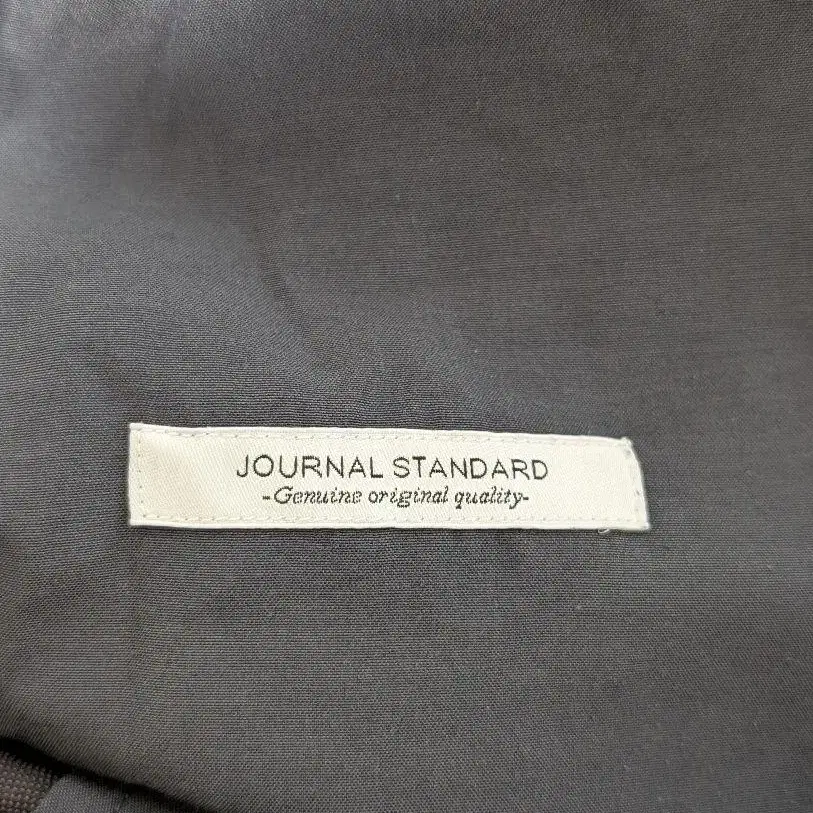 JOURNAL STANDARD
-Genuine original quality-